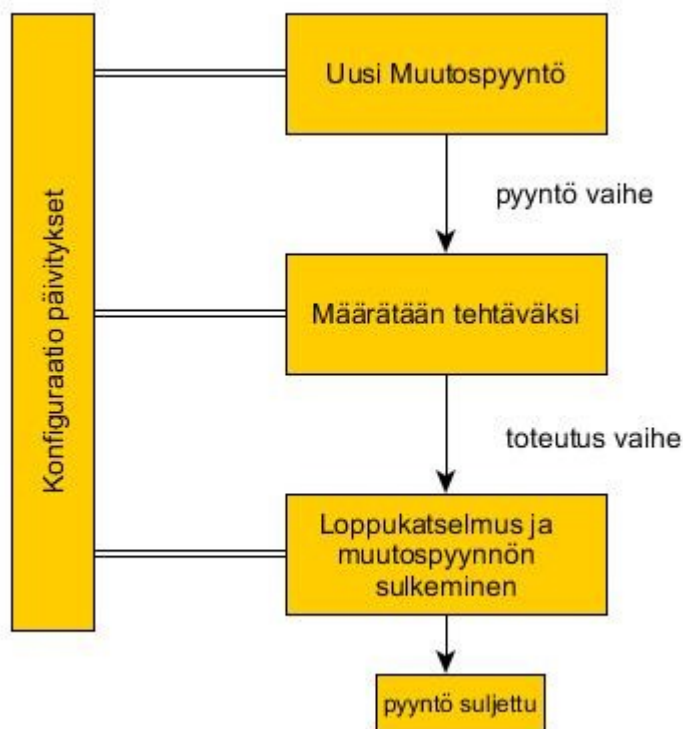 Uusi Muutospyyntö
pyyntö vaihe
Konfiguraatio päivitykset
Määrätään tehtäväksi
toteutus vaihe
Loppukatselmus ja
muutospyynnön
sulkeminen
pyyntö suljettu